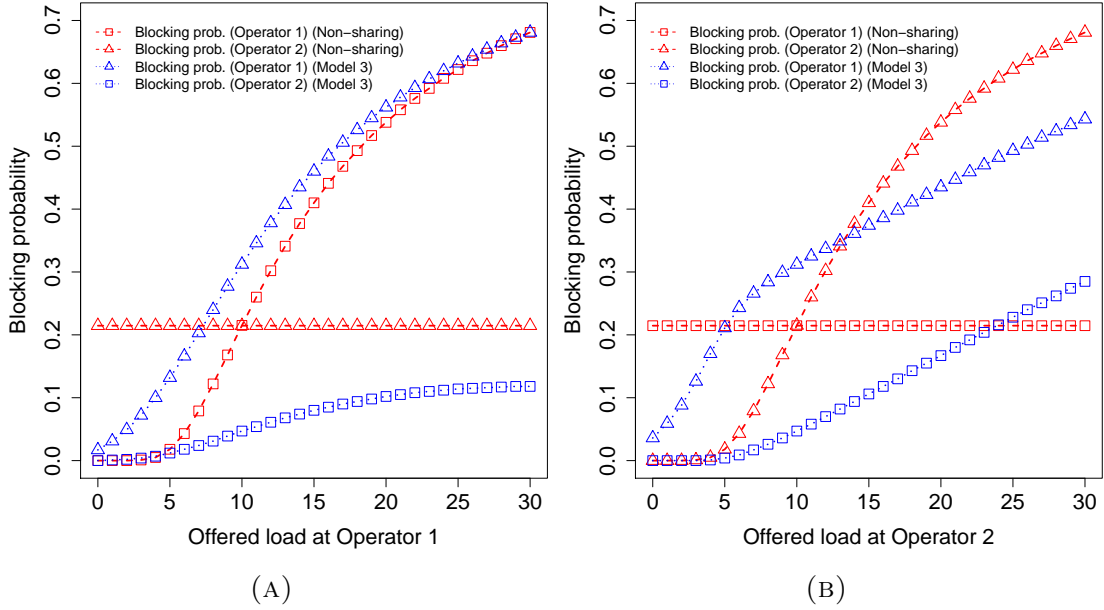 Blocking prob. (Operator 1) (Non−sharing)
Blocking prob. (Operator 2) (Non−sharing)
Blocking prob. (Operator 1) (Model 3)
Blocking prob. (Operator 2) (Model 3)
Blocking probability
0.0 0.1 0.2 0.3 0.4 0.5 0.6 0.7
0 5 10 15 20 25 30
Offered load at Operator 1
(A)
Blocking prob. (Operator 1) (Non−sharing)
Blocking prob. (Operator 2) (Non−sharing)
Blocking prob. (Operator 1) (Model 3)
Blocking prob. (Operator 2) (Model 3)
Blocking probability
0.0 0.1 0.2 0.3 0.4 0.5 0.6 0.7
0 5 10 15 20 25 30
Offered load at Operator 2
(B)